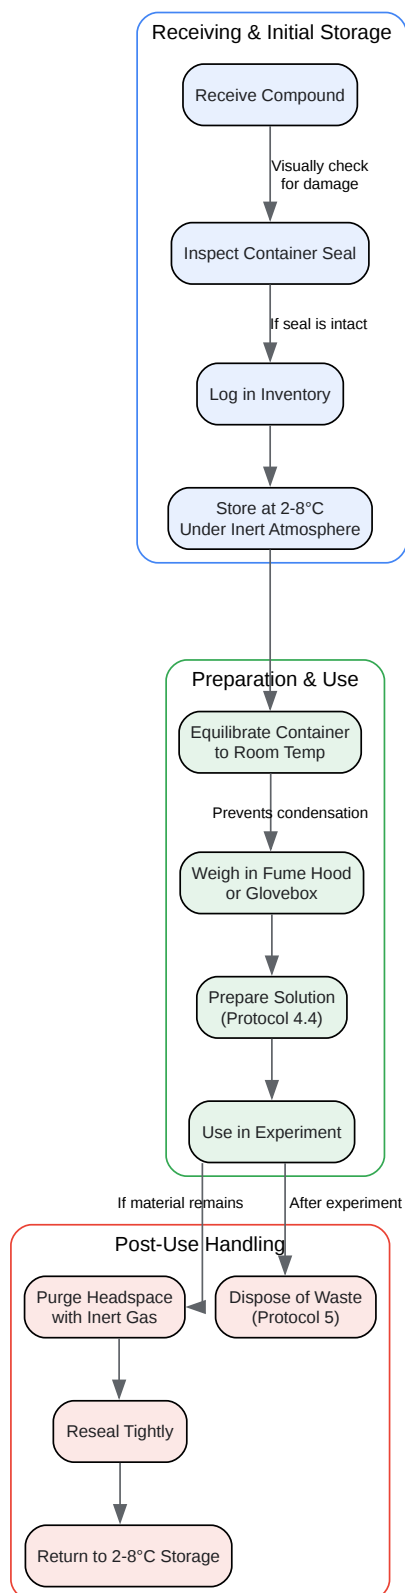 Receiving & Initial Storage
Receive Compound
Visually check
for damage
Inspect Container Seal
If seal is intact
Log in Inventory
Store at 2-8°C
Under Inert Atmosphere
Preparation & Use
Equilibrate Container
to Room Temp
Prevents condensation
Weigh in Fume Hood
or Glovebox
Prepare Solution
(Protocol 4.4)
Use in Experiment
If material remains
After experiment
Post-Use Handling
Purge Headspace
with Inert Gas
Dispose of Waste
(Protocol 5)
Reseal Tightly
Return to 2-8°C Storage